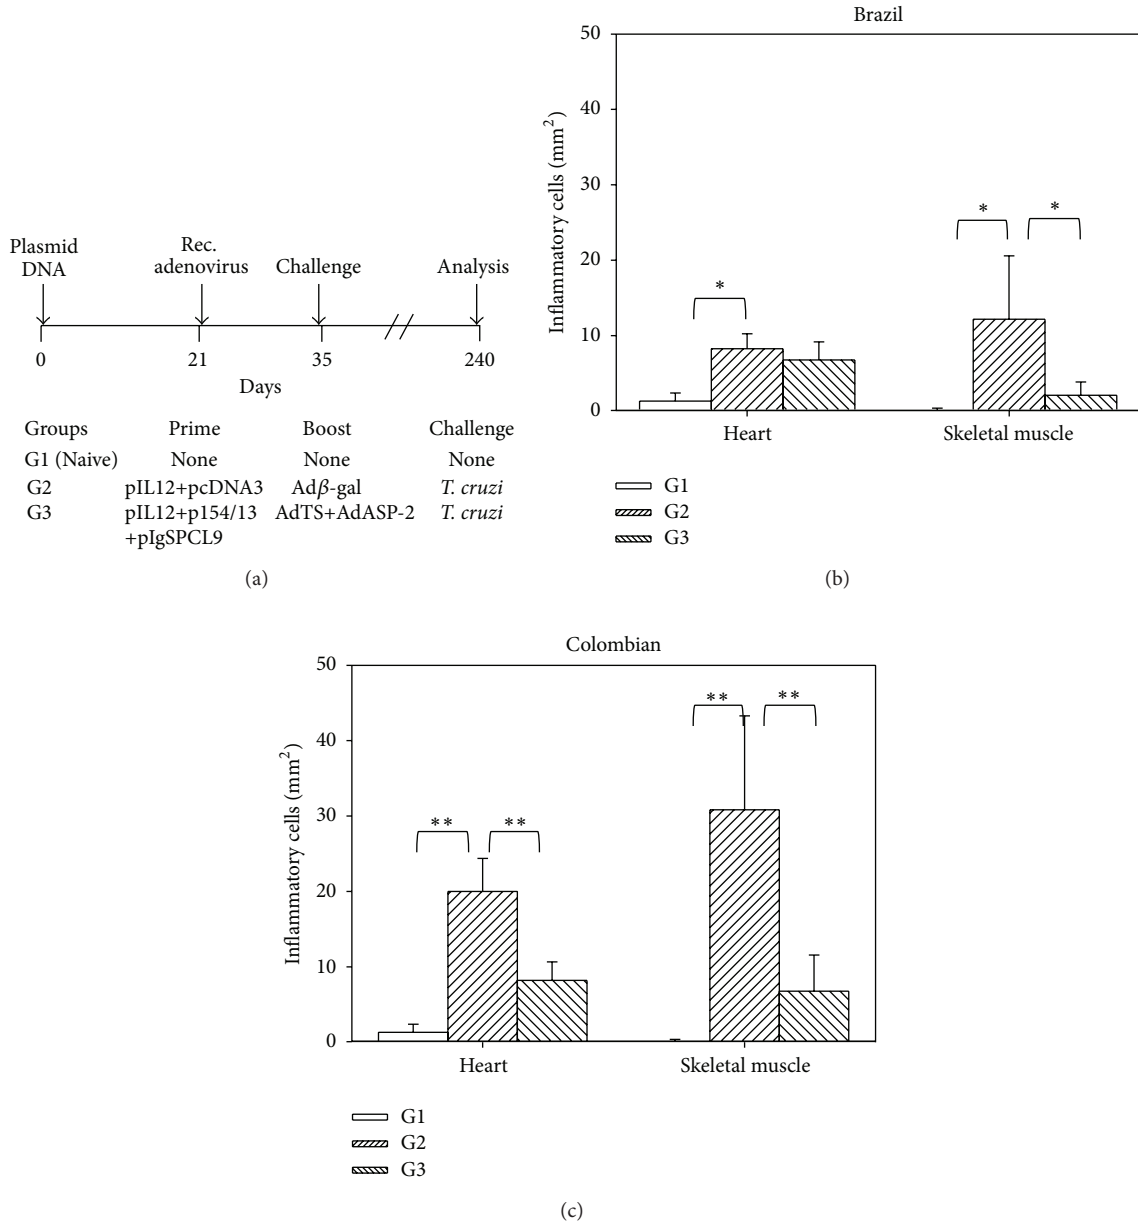 Plasmid
DNA
Rec.
adenovirus
Challenge
Analysis
0
21
35
240
Days
Groups Prime Boost Challenge
G1 (Naive) None None None
G2 pIL12+pcDNA3 Adβ-gal T. cruzi
G3 pIL12+p154/13 AdTS+AdASP-2 T. cruzi
+pIgSPCL9
(a)
Brazil
Inflammatory cells (mm²)
50
40
30
20
10
0
*
*
*
Heart
Skeletal muscle
G1
G2
G3
(b)
Colombian
Inflammatory cells (mm²)
50
40
30
20
10
0
**
**
**
**
Heart
Skeletal muscle
G1
G2
G3
(c)